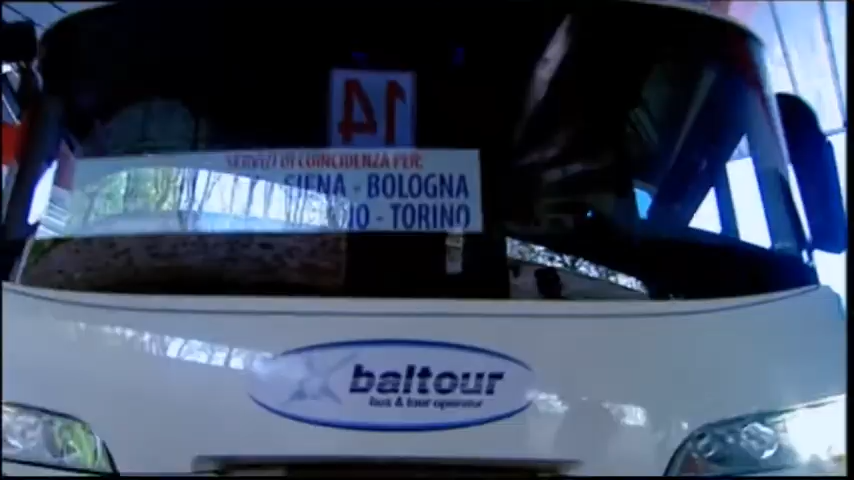 14
SERVIZI DI COINCIDENZA PER:
SIENA - BOLOGNA
- TORINO
baltour
bus & tour operator